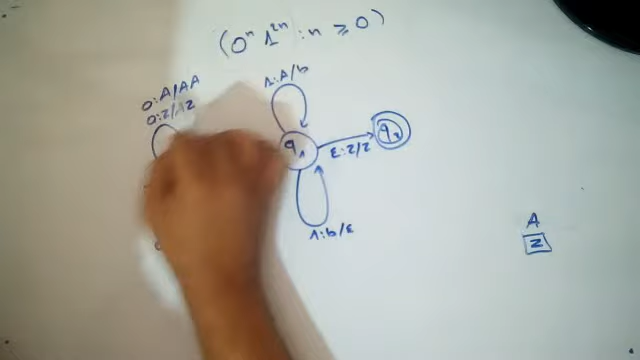 (0ⁿ 1²ⁿ : n ≥ 0)
1:A/b
0:A/AA
0:Z/AZ
q₁
q₂
ε:Z/Z
1:b/ε
A
Z